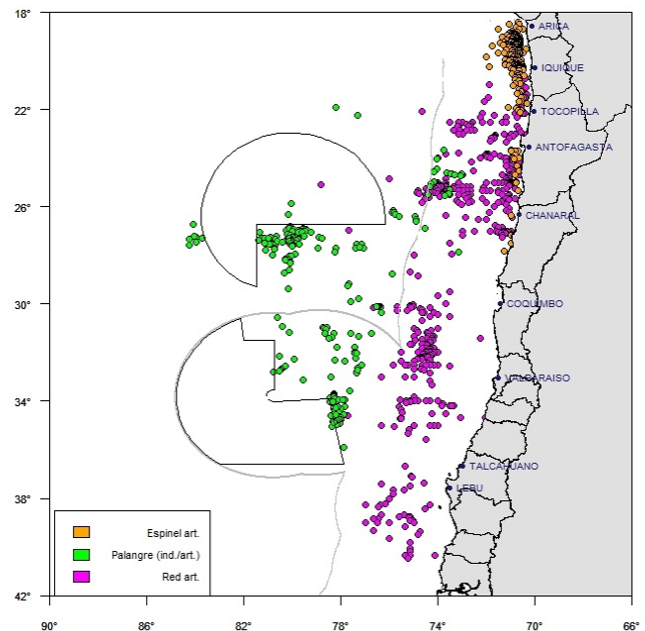 18°
ARICA
IQUIQUE
22°
TOCOPILLA
ANTOFAGASTA
26°
CHANARAL
30°
COQUIMBO
34°
VALPARAISO
TALCAHUANO
38°
LEBU
Espinel art.
Palangre (ind./art.)
Red art.
42°
90° 86° 82° 78° 74° 70° 66°